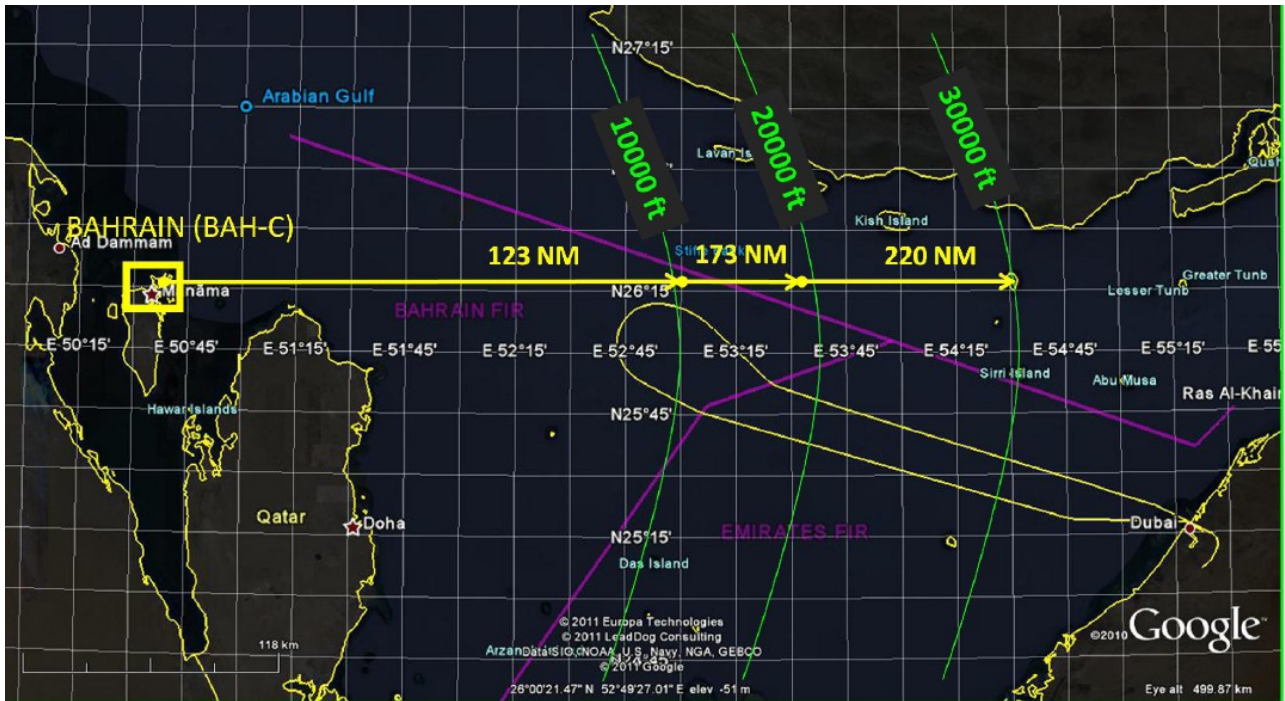 N27°15'
Arabian Gulf
30000 ft
20000 ft
10000 ft
Lavan Is
Qush
Kish Island
BAHRAIN (BAH-C)
Ad Dammam
123 NM
173 NM
220 NM
Greater Tunb
Manāma
N26°15'
Lesser Tunb
BAHRAIN FIR
E-50°15'
E-50°45'
E-51°15'
E-51°45'
E-52°15'
E-52°45'
E-53°15'
E-53°45'
E-54°15'
E-54°45'
E-55°15'
E-55
Sirri Island
Abu Musa
Ras Al-Khair
Hawar Islands
N25°45'
Qatar
Doha
Dubai
EMIRATES FIR
N25°15'
Das Island
© 2011 Europa Technologies
© 2011 LeadDog Consulting
Data SIO, NOAA, U.S. Navy, NGA, GEBCO
© 2011 Google
©2010 Google
118 km
26°00'21.47" N 52°49'27.01" E elev -51 m
Eye alt 499.87 km